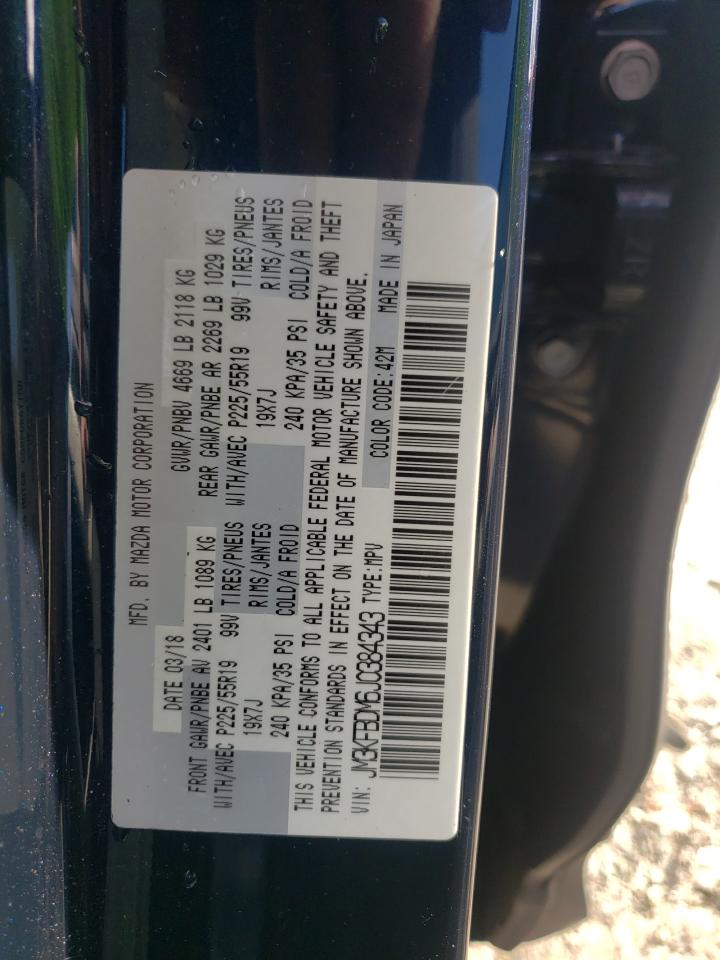 MFD. BY MAZDA MOTOR CORPORATION
DATE 03/18 GVWR/PNBV 4669 LB 2118 KG
FRONT GAWR/PNBE AV 2401 LB 1089 KG REAR GAWR/PNBE AR 2269 LB 1029 KG
WITH/AVEC P225/55R19 99V TIRES/PNEUS WITH/AVEC P225/55R19 99V TIRES/PNEUS
19X7J RIMS/JANTES 19X7J RIMS/JANTES
240 KPA/35 PSI COLD/A FROID 240 KPA/35 PSI COLD/A FROID
THIS VEHICLE CONFORMS TO ALL APPLICABLE FEDERAL MOTOR VEHICLE SAFETY AND THEFT
PREVENTION STANDARDS IN EFFECT ON THE DATE OF MANUFACTURE SHOWN ABOVE.
VIN: JM3KFBDM6J0384343 TYPE:MPV COLOR CODE:42M MADE IN JAPAN